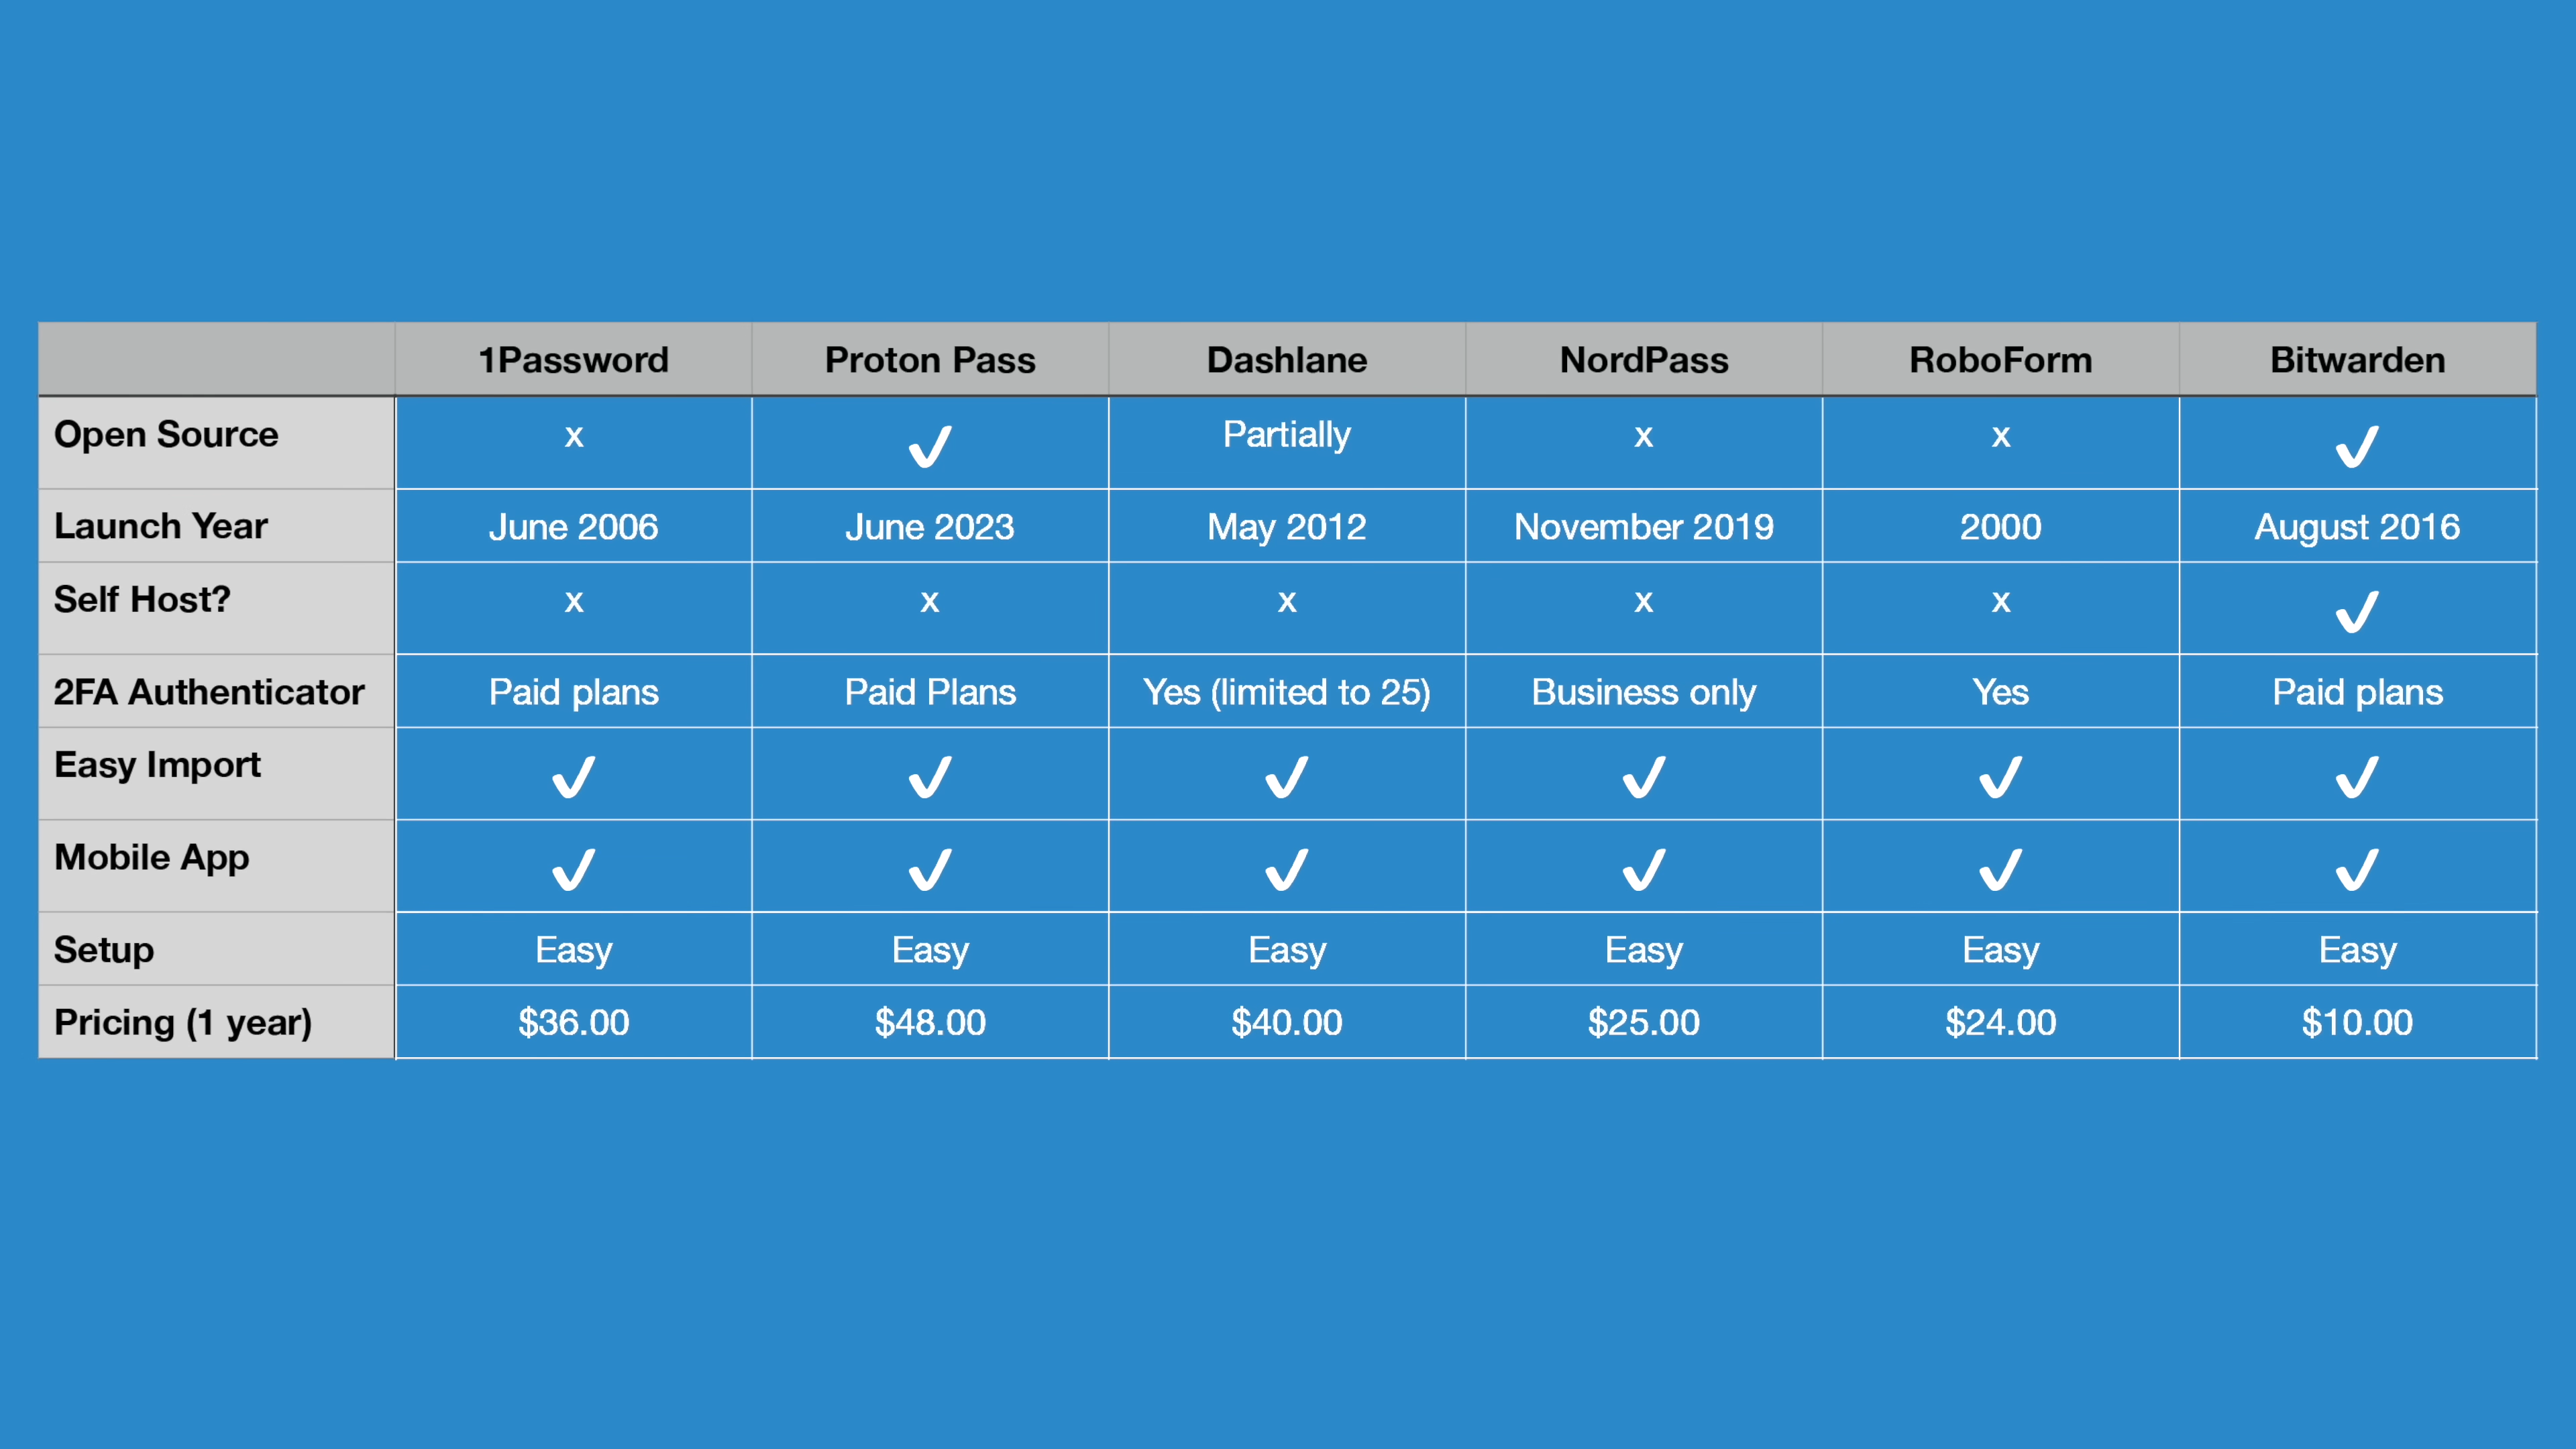 1Password Proton Pass Dashlane NordPass RoboForm Bitwarden
Open Source x ✓ Partially x x ✓
Launch Year June 2006 June 2023 May 2012 November 2019 2000 August 2016
Self Host? x x x x x ✓
2FA Authenticator Paid plans Paid Plans Yes (limited to 25) Business only Yes Paid plans
Easy Import ✓ ✓ ✓ ✓ ✓ ✓
Mobile App ✓ ✓ ✓ ✓ ✓ ✓
Setup Easy Easy Easy Easy Easy Easy
Pricing (1 year) $36.00 $48.00 $40.00 $25.00 $24.00 $10.00